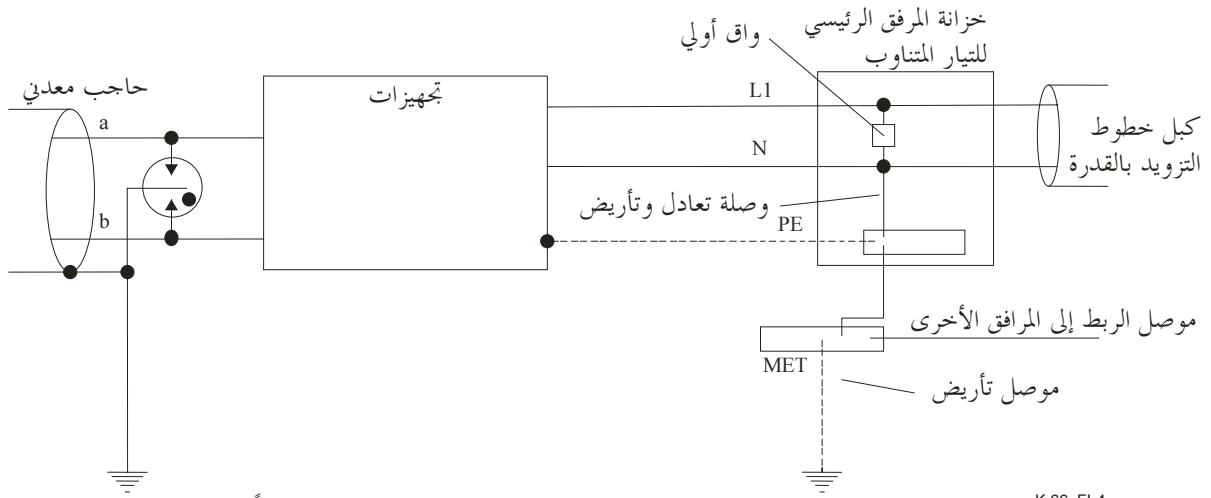 خزانة المرفق الرئيسي
للتيار المتناوب
واق أولي
حاجب معدني
تجهيزات
L1
a
كبل خطوط
التزويد بالقدرة
N
وصلة تعادل وتأريض
b
PE
موصل الربط إلى المرافق الأخرى
MET
موصل تأريض